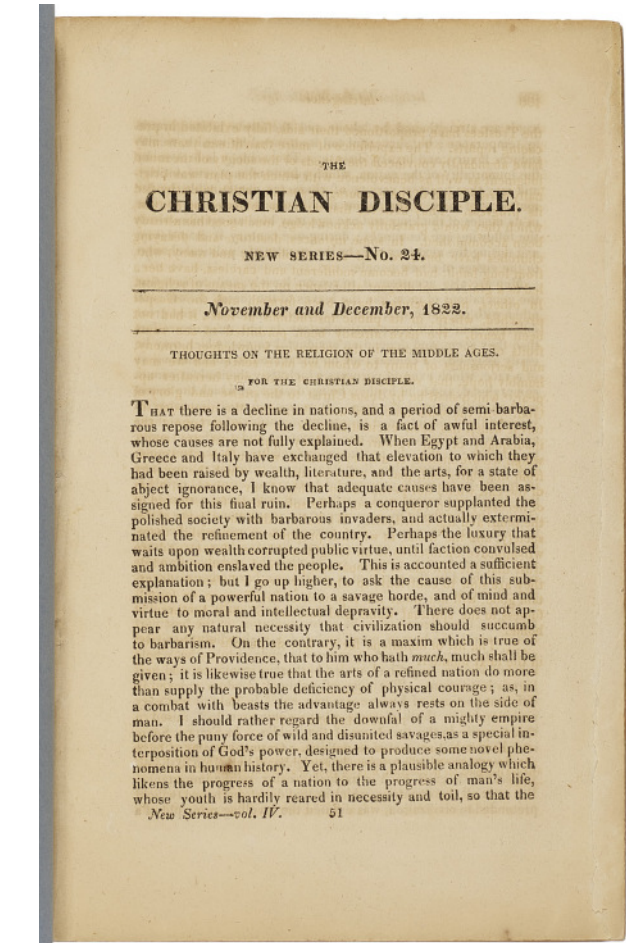 THE
CHRISTIAN DISCIPLE.
NEW SERIES—No. 24.
November and December, 1822.
THOUGHTS ON THE RELIGION OF THE MIDDLE AGES.
FOR THE CHRISTIAN DISCIPLE.
THAT there is a decline in nations, and a period of semi-barba-
rous repose following the decline, is a fact of awful interest,
whose causes are not fully explained. When Egypt and Arabia,
Greece and Italy have exchanged that elevation to which they
had been raised by wealth, literature, and the arts, for a state of
abject ignorance, I know that adequate causes have been as-
signed for this final ruin. Perhaps a conqueror supplanted the
polished society with barbarous invaders, and actually extermi-
nated the refinement of the country. Perhaps the luxury that
waits upon wealth corrupted public virtue, until faction convulsed
and ambition enslaved the people. This is accounted a sufficient
explanation; but I go up higher, to ask the cause of this sub-
mission of a powerful nation to a savage horde, and of mind and
virtue to moral and intellectual depravity. There does not ap-
pear any natural necessity that civilization should succumb
to barbarism. On the contrary, it is a maxim which is true of
the ways of Providence, that to him who hath much, much shall be
given; it is likewise true that the arts of a refined nation do more
than supply the probable deficiency of physical courage; as, in
a combat with beasts the advantage always rests on the side of
man. I should rather regard the downfal of a mighty empire
before the puny force of wild and disunited savages,as a special in-
terposition of God's power, designed to produce some novel phe-
nomena in human history. Yet, there is a plausible analogy which
likens the progress of a nation to the progress of man's life,
whose youth is hardily reared in necessity and toil, so that the
New Series—vol. IV. 51